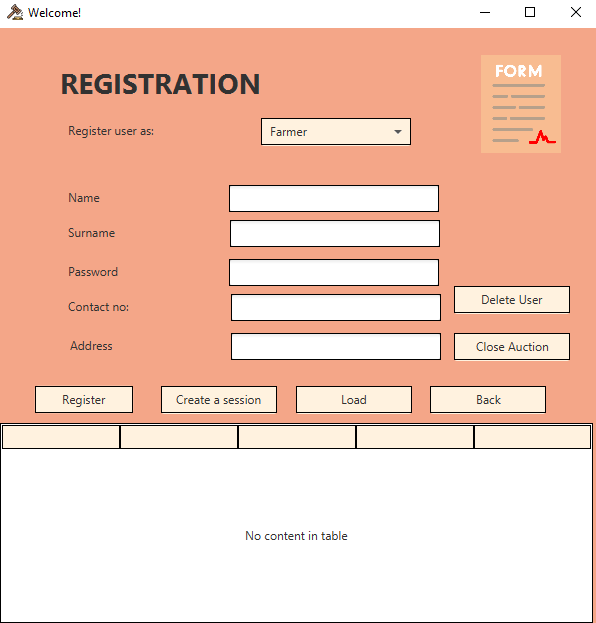 Welcome!
REGISTRATION
FORM
Register user as:
Farmer
Name
Surname
Password
Contact no:
Address
Delete User
Close Auction
Register
Create a session
Load
Back
No content in table